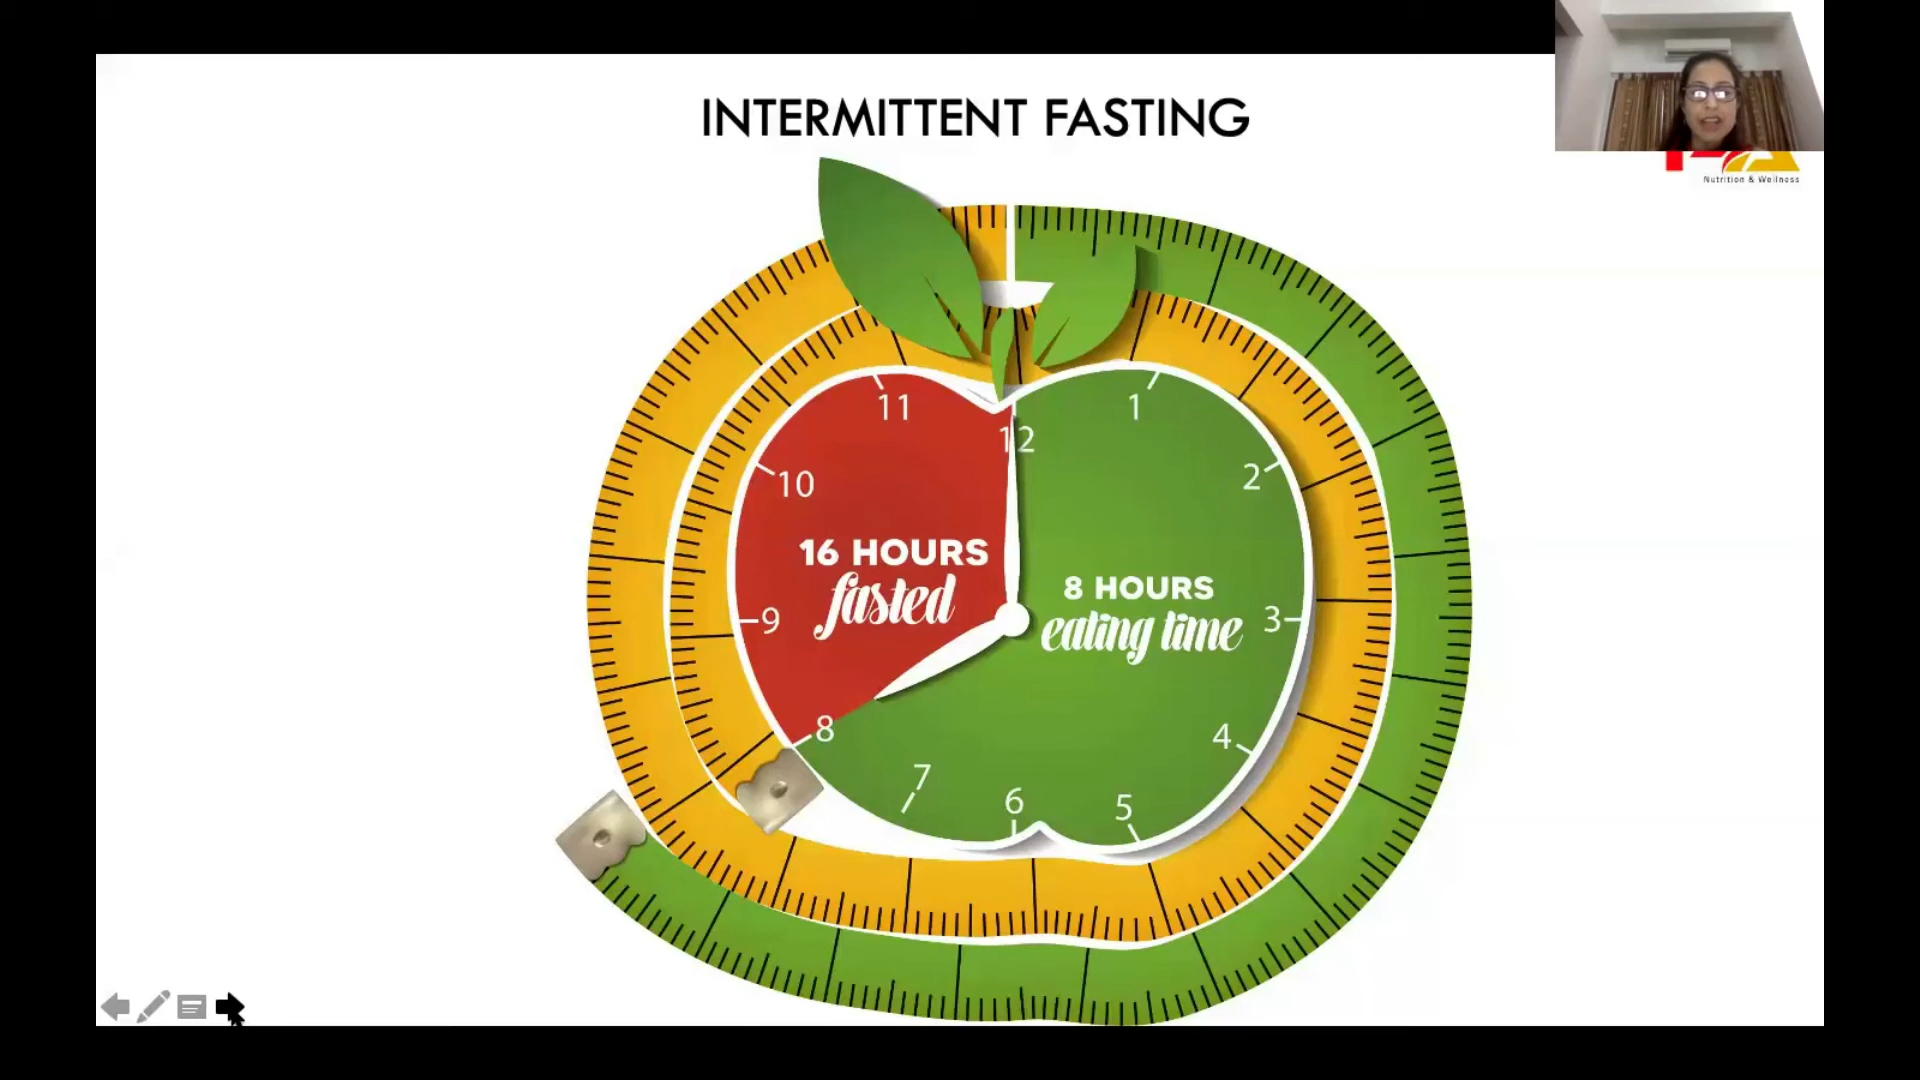 INTERMITTENT FASTING
Nutrition & Wellness
11
12
1
10
2
16 HOURS
fasted
8 HOURS
eating time
9
3
8
4
7
6
5